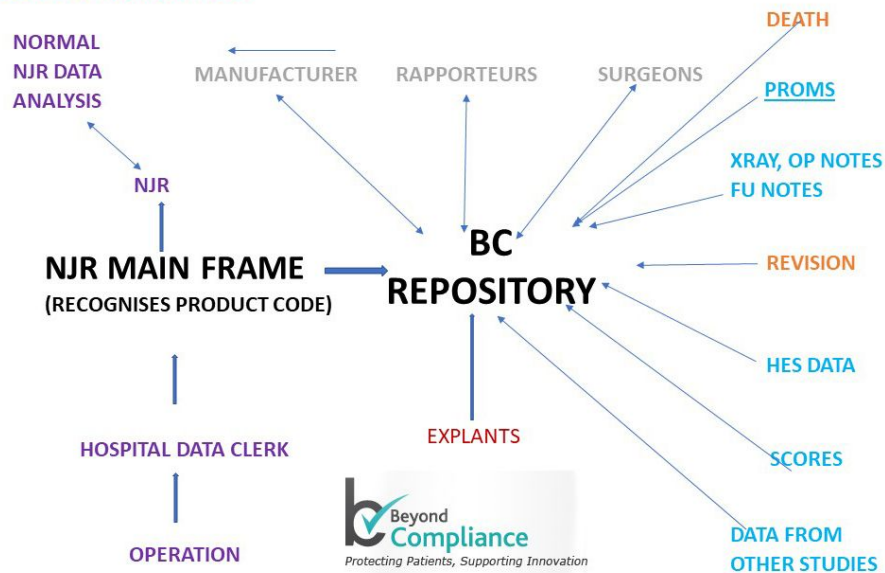 DEATH
NORMAL
NJR DATA
ANALYSIS
MANUFACTURER
RAPPORTEURS
SURGEONS
PROMS
XRAY, OP NOTES
FU NOTES
NJR
BC
REPOSITORY
NJR MAIN FRAME
(RECOGNISES PRODUCT CODE)
REVISION
HES DATA
EXPLANTS
HOSPITAL DATA CLERK
SCORES
bc Beyond
Compliance
Protecting Patients, Supporting Innovation
OPERATION
DATA FROM
OTHER STUDIES